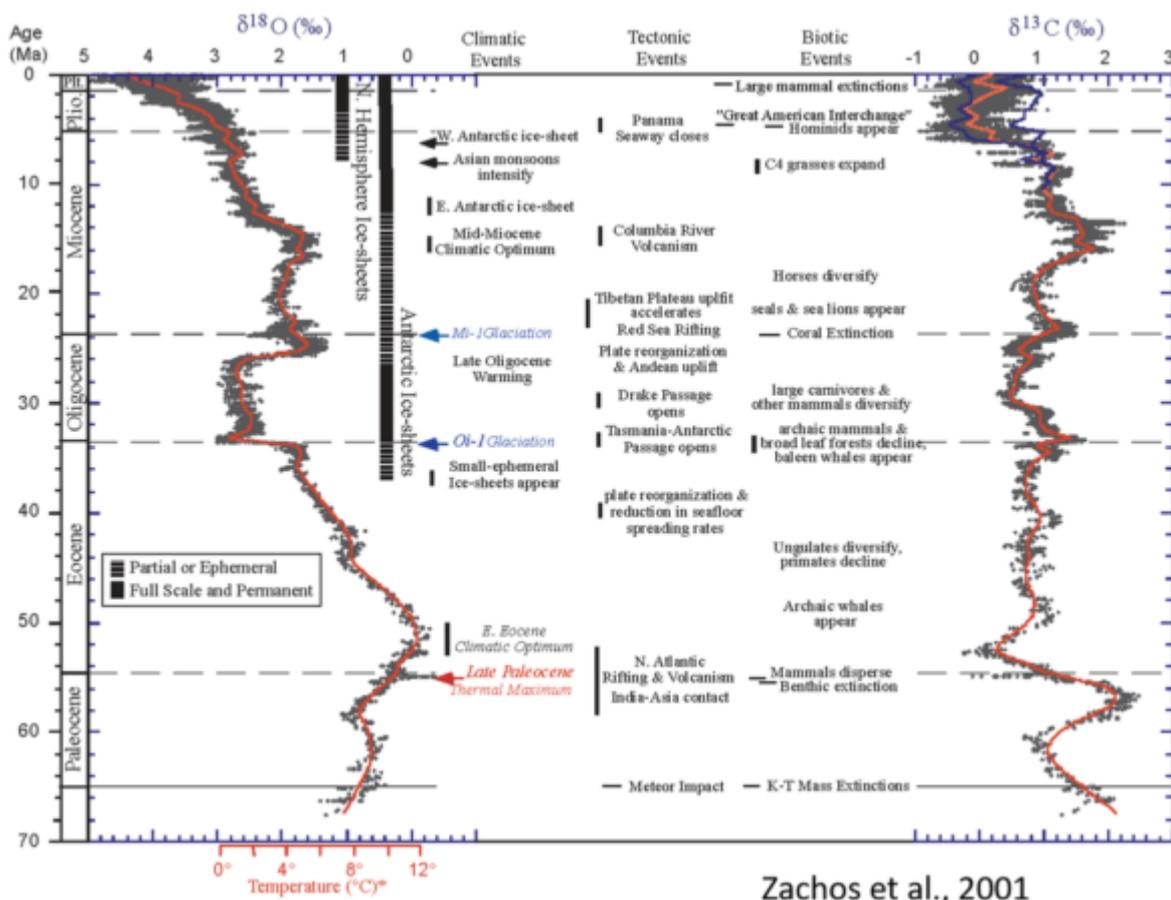 Age
(Ma)
δ18O (‰)
5 4 3 2 1 0
Climatic
Events
Tectonic
Events
Biotic
Events
δ13C (‰)
-1 0 1 2 3
0
10
20
30
40
50
60
70
Plt.
Plio.
Miocene
Oligocene
Eocene
Paleocene
N. Hemisphere Ice-sheets
Antarctic Ice-sheets
Partial or Ephemeral
Full Scale and Permanent
W. Antarctic ice-sheet
Asian monsoons
intensify
E. Antarctic ice-sheet
Mid-Miocene
Climatic Optimum
Mi-1Glaciation
Late Oligocene
Warming
Oi-1 Glaciation
Small-ephemeral
Ice-sheets appear
E. Eocene
Climatic Optimum
Late Paleocene
Thermal Maximum
Panama
Seaway closes
Columbia River
Volcanism
Tibetan Plateau uplfit
accelerates
Red Sea Rifting
Plate reorganization
& Andean uplift
Drake Passage
opens
Tasmania-Antarctic
Passage opens
plate reorganization &
reduction in seafloor
spreading rates
N. Atlantic
Rifting & Volcanism
India-Asia contact
Meteor Impact
Large mammal extinctions
"Great American Interchange"
Hominids appear
C4 grasses expand
Horses diversify
seals & sea lions appear
Coral Extinction
large carnivores &
other mammals diversify
archaic mammals &
broad leaf forests decline,
baleen whales appear
Ungulates diversify,
primates decline
Archaic whales
appear
Mammals disperse
Benthic extinction
K-T Mass Extinctions
0° 4° 8° 12°
Temperature (°C)*
Zachos et al., 2001